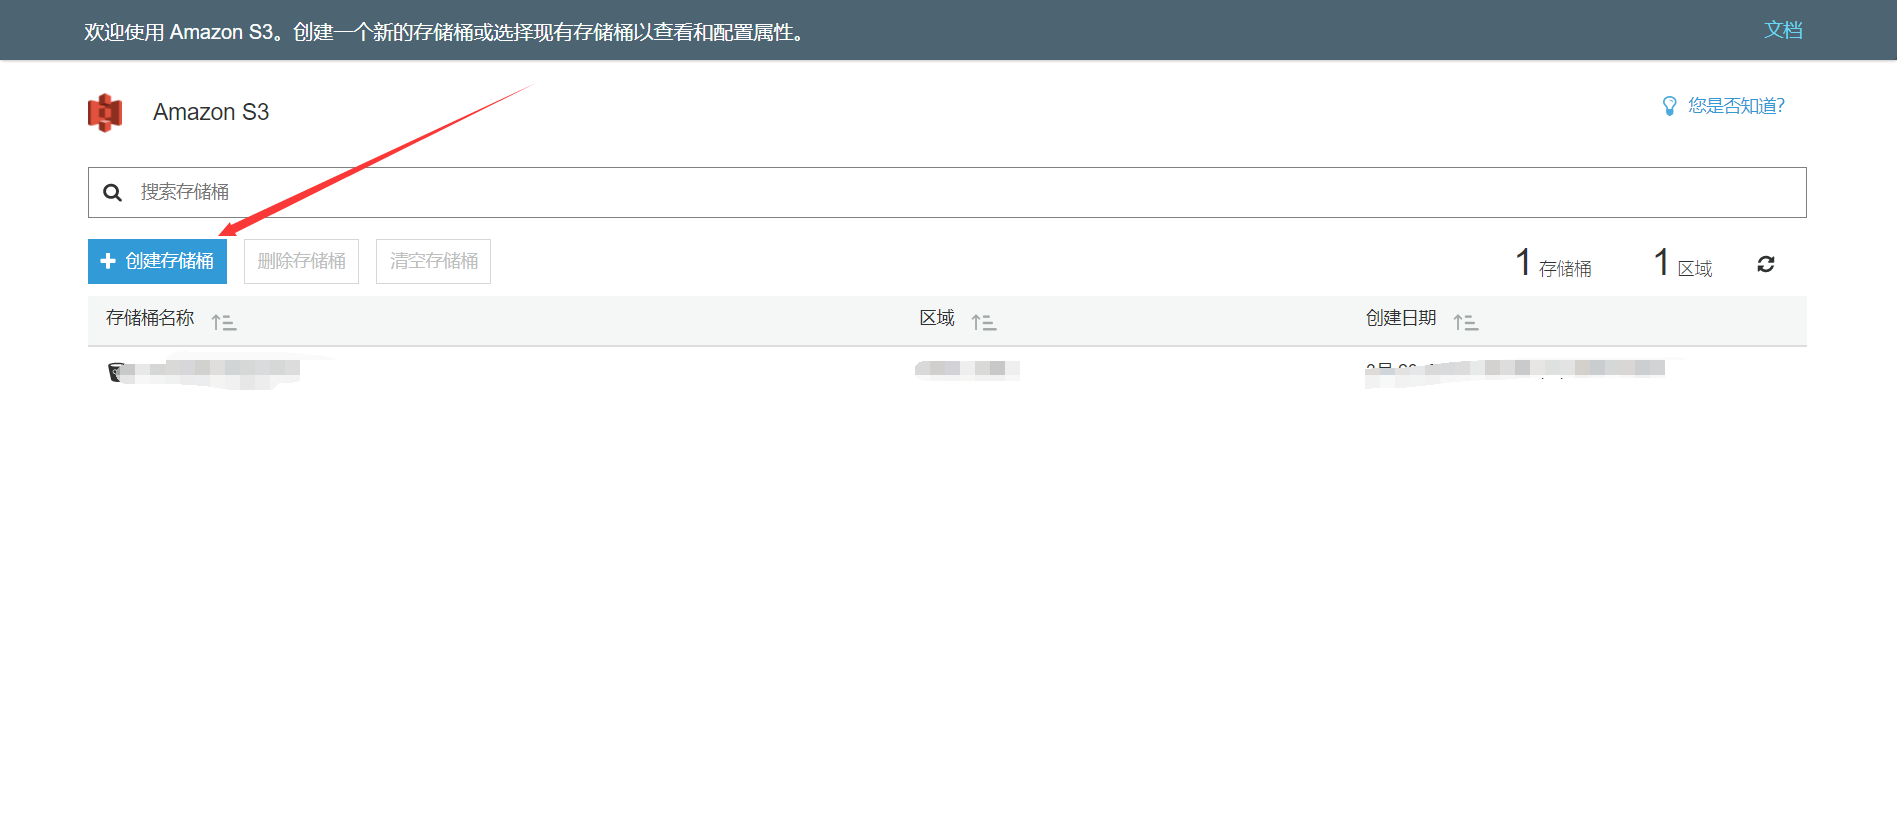 欢迎使用 Amazon S3。创建一个新的存储桶或选择现有存储桶以查看和配置属性。
文档
Amazon S3
您是否知道?
搜索存储桶
创建存储桶
删除存储桶
清空存储桶
1 存储桶
1 区域
存储桶名称
区域
创建日期